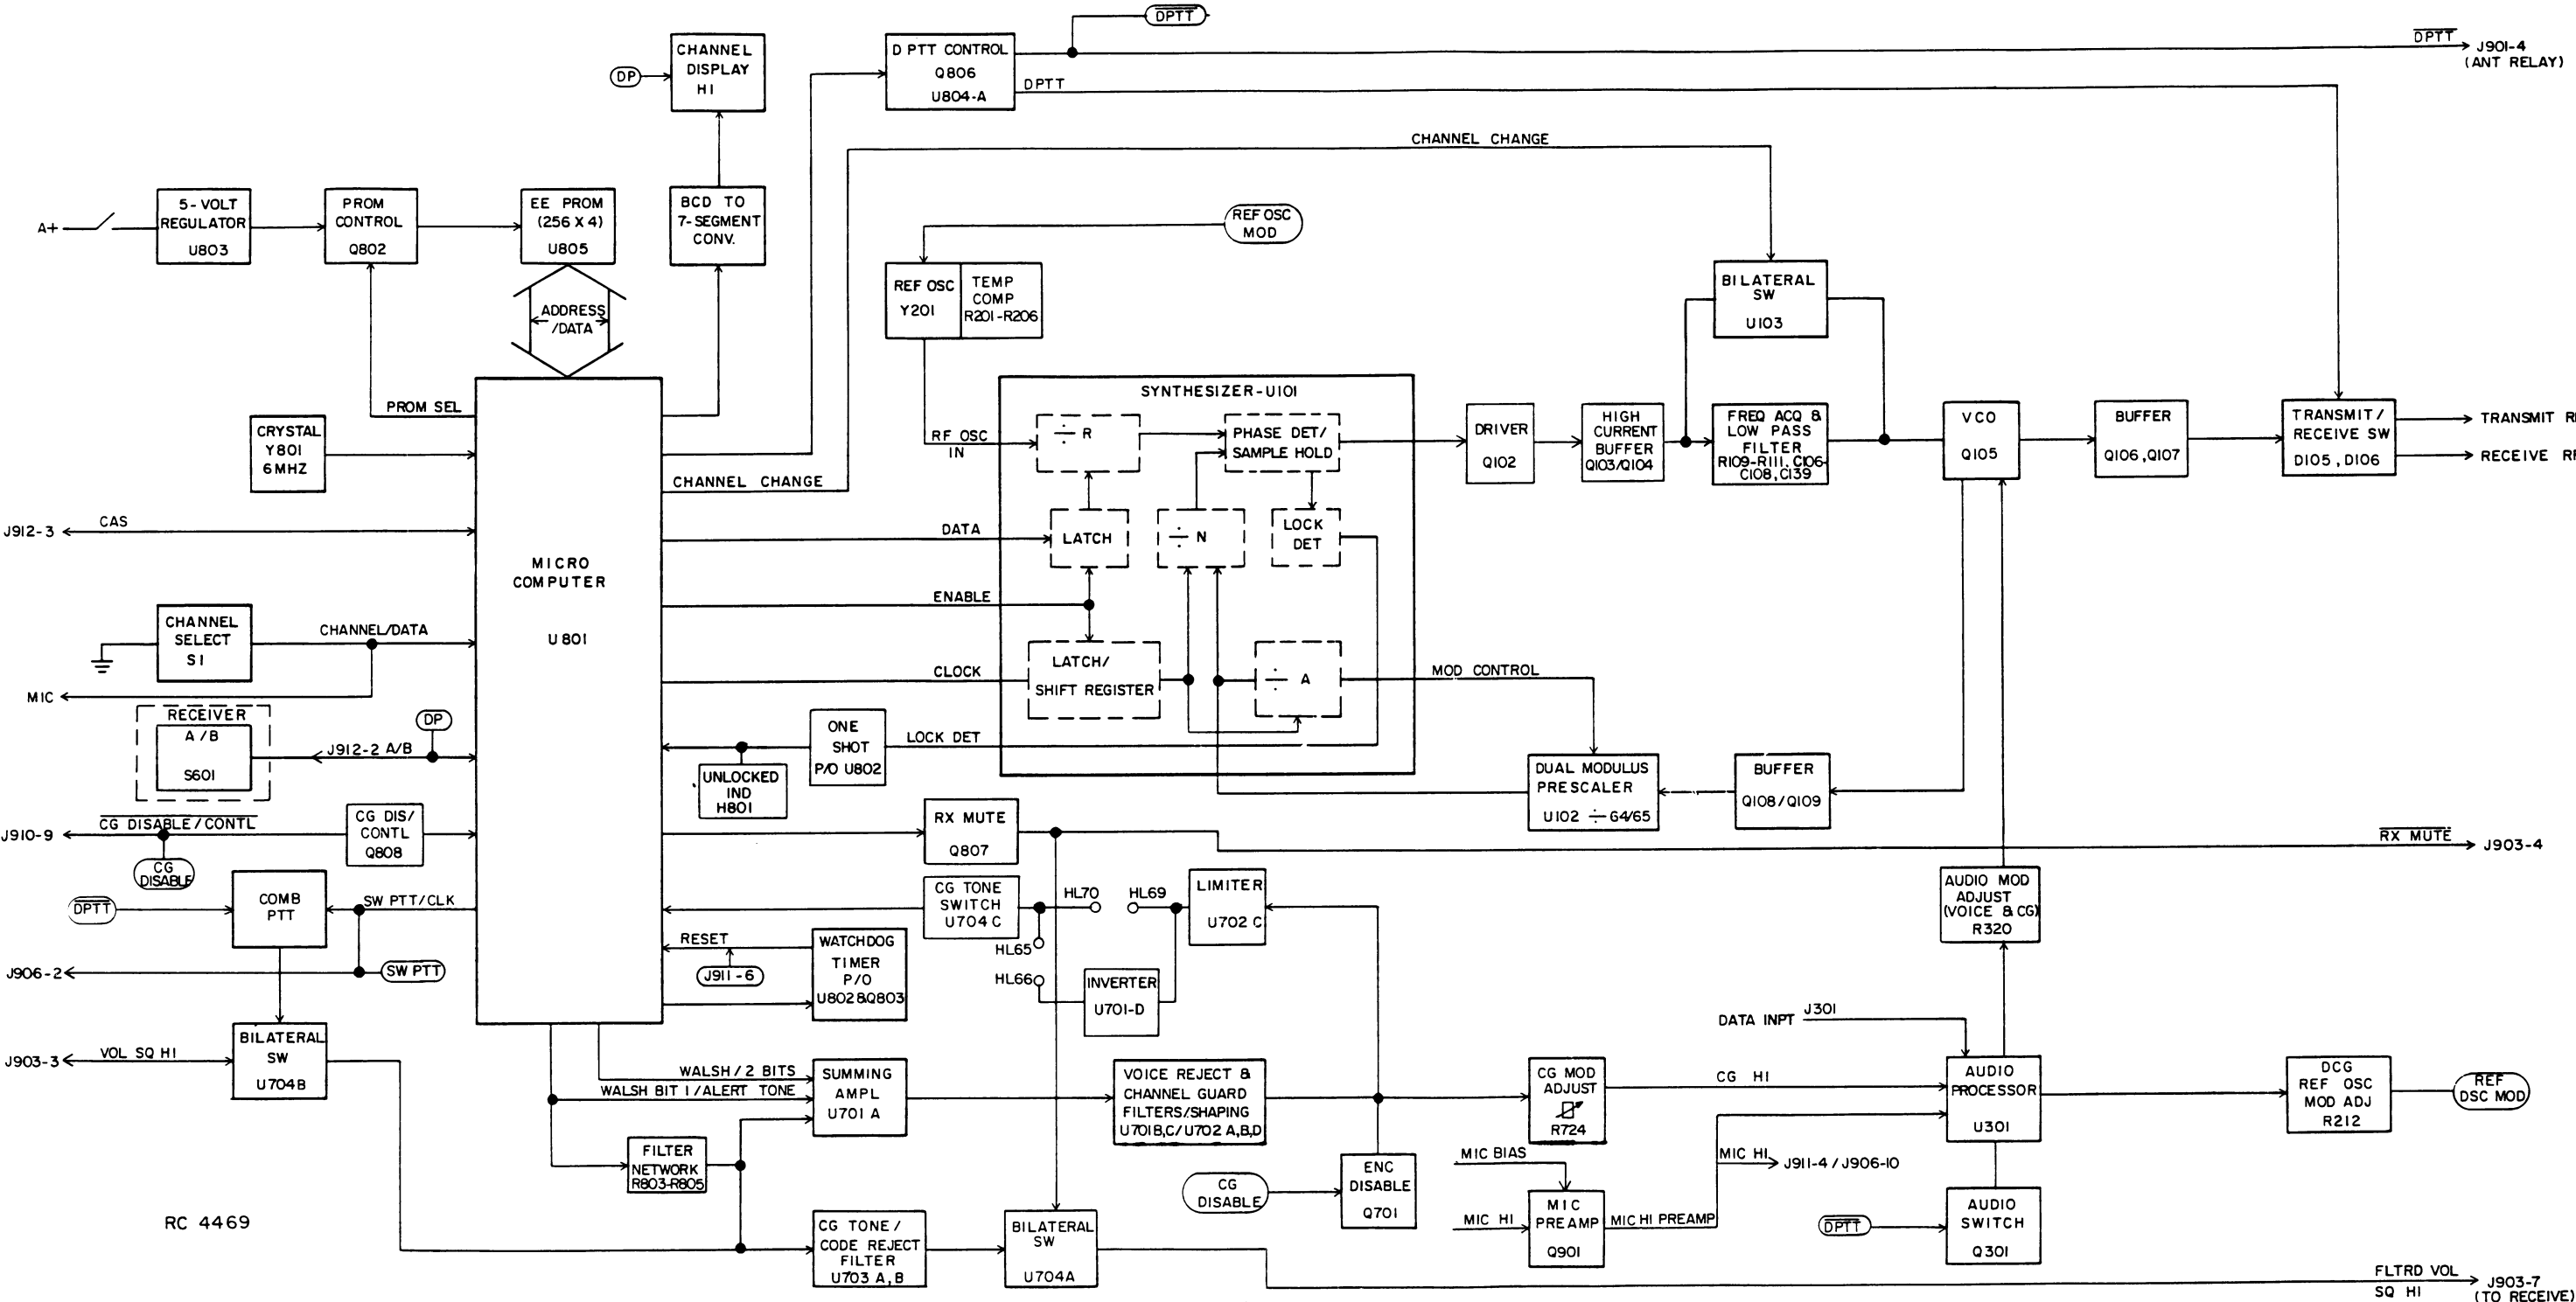 DPTT
CHANNEL
DISPLAY
H1
DP
D PTT CONTROL
Q806
U804-A
DPTT
DPTT
J901-4
(ANT RELAY)
CHANNEL CHANGE
A+
5-VOLT
REGULATOR
U803
PROM
CONTROL
Q802
EE PROM
(256 X 4)
U805
BCD TO
7-SEGMENT
CONV.
REF OSC
MOD
REF OSC
Y201
TEMP
COMP
R201-R206
BILATERAL
SW
U103
ADDRESS
/DATA
PROM SEL
CRYSTAL
Y801
6MHZ
SYNTHESIZER-U101
RF OSC
IN
÷ R
PHASE DET/
SAMPLE HOLD
DRIVER
Q102
HIGH
CURRENT
BUFFER
Q103/Q104
FREQ ACQ &
LOW PASS
FILTER
R109-R111, C106-
C108, C139
VCO
Q105
BUFFER
Q106,Q107
TRANSMIT/
RECEIVE SW
D105, D106
TRANSMIT
RECEIVE
CHANNEL CHANGE
J912-3
CAS
DATA
LATCH
÷ N
LOCK
DET
MICRO
COMPUTER
U801
ENABLE
CHANNEL
SELECT
S1
CHANNEL/DATA
MIC
CLOCK
LATCH/
SHIFT REGISTER
÷ A
MOD CONTROL
RECEIVER
A/B
S601
J912-2 A/B
DP
ONE
SHOT
P/O U802
LOCK DET
UNLOCKED
IND
H801
DUAL MODULUS
PRESCALER
U102 ÷ 64/65
BUFFER
Q108/Q109
J910-9
CG DISABLE/CONTL
CG DIS/
CONTL
Q808
CG
DISABLE
RX MUTE
Q807
RX MUTE
J903-4
DPTT
COMB
PTT
SW PTT/CLK
CG TONE
SWITCH
U704C
HL70
HL69
LIMITER
U702 C
AUDIO MOD
ADJUST
(VOICE & CG)
R320
HL65
RESET
J911-6
WATCHDOG
TIMER
P/O
U802&Q803
HL66
INVERTER
U701-D
J906-2
SW PTT
DATA INPT
J301
J903-3
VOL SQ HI
BILATERAL
SW
U704B
WALSH/2 BITS
WALSH BIT 1/ALERT TONE
SUMMING
AMPL
U701 A
VOICE REJECT &
CHANNEL GUARD
FILTERS/SHAPING
U701B,C/U702 A,B,D
CG MOD
ADJUST
R724
CG HI
AUDIO
PROCESSOR
U301
DCG
REF OSC
MOD ADJ
R212
REF
DSC MOD
FILTER
NETWORK
R803-R805
MIC BIAS
MIC HI
J911-4/J906-10
CG
DISABLE
ENC
DISABLE
Q701
MIC HI
MIC
PREAMP
Q901
MIC HI PREAMP
DPTT
AUDIO
SWITCH
Q301
RC 4469
CG TONE/
CODE REJECT
FILTER
U703 A,B
BILATERAL
SW
U704A
FLTRD VOL
SQ HI
J903-7
(TO RECEIVE)